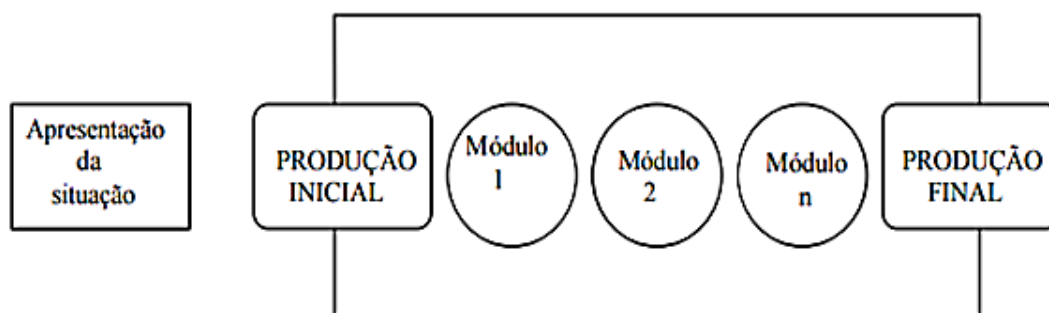 Apresentação
da
situação
PRODUÇÃO
INICIAL
Módulo
1
Módulo
2
Módulo
n
PRODUÇÃO
FINAL